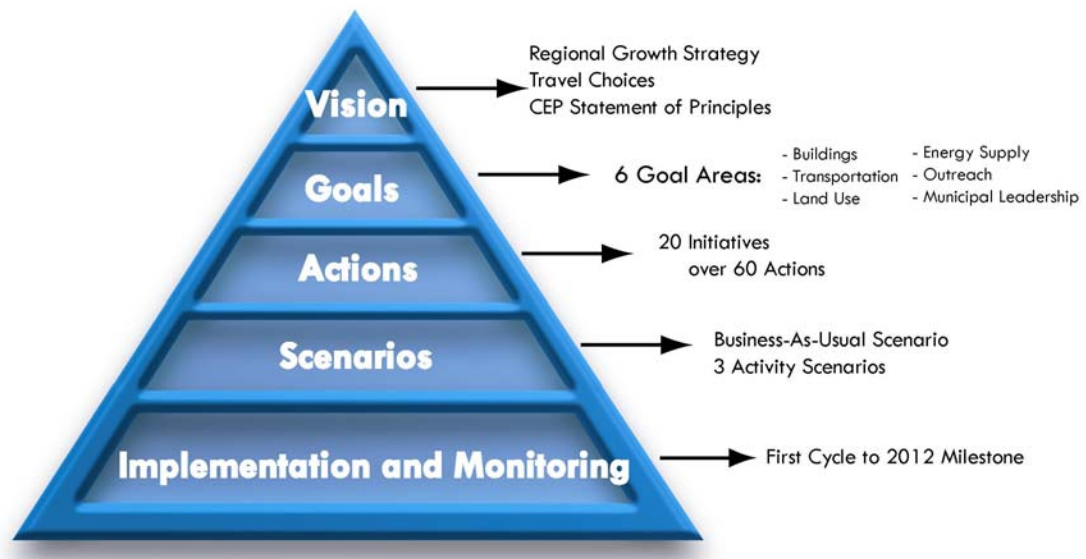 Vision
Regional Growth Strategy
Travel Choices
CEP Statement of Principles
Goals
6 Goal Areas:
- Buildings
- Transportation
- Land Use
- Energy Supply
- Outreach
- Municipal Leadership
Actions
20 Initiatives
over 60 Actions
Scenarios
Business-As-Usual Scenario
3 Activity Scenarios
Implementation and Monitoring
First Cycle to 2012 Milestone